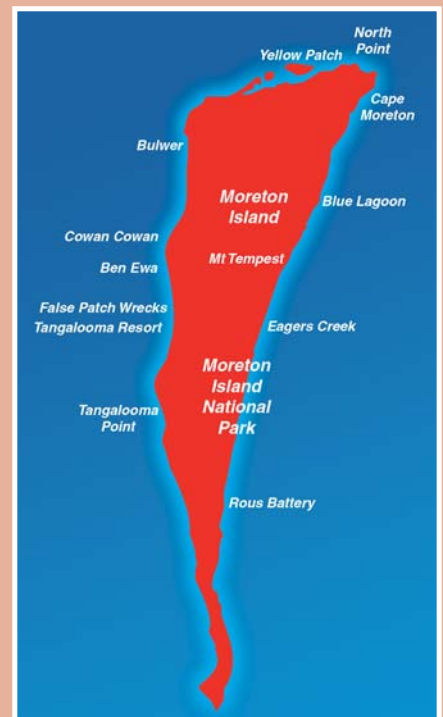 North
Point
Yellow Patch
Cape
Moreton
Bulwer
Moreton
Island
Blue Lagoon
Cowan Cowan
Mt Tempest
Ben Ewa
False Patch Wrecks
Tangalooma Resort
Eagers Creek
Moreton
Island
National
Park
Tangalooma
Point
Rous Battery